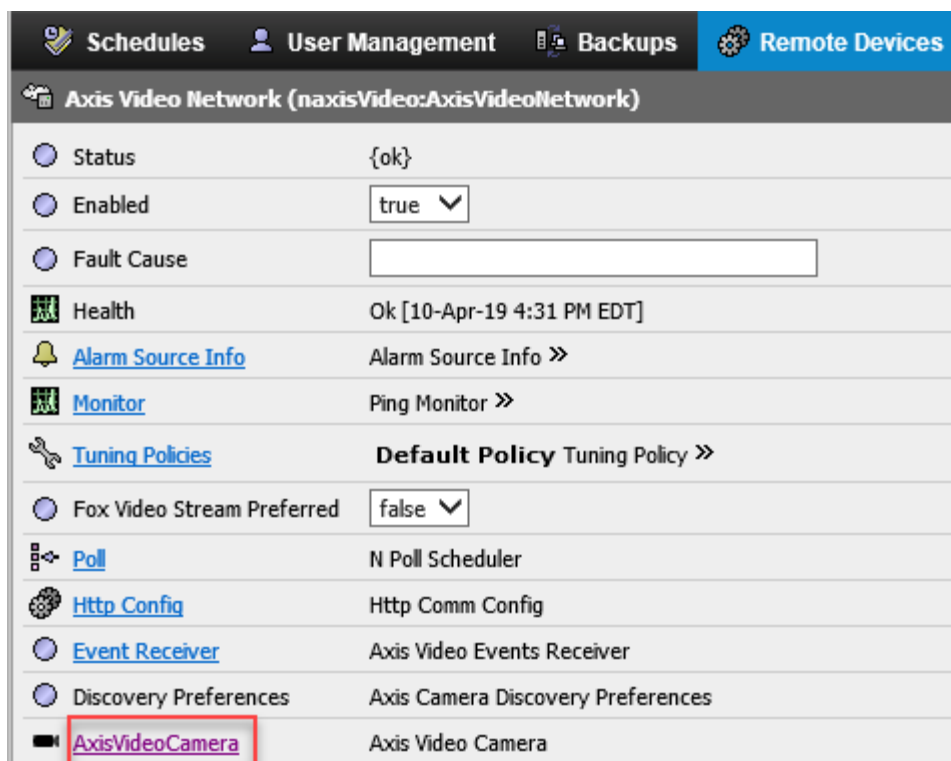 Schedules User Management Backups Remote Devices
Axis Video Network (naxisVideo:AxisVideoNetwork)
Status {ok}
Enabled true
Fault Cause
Health Ok [10-Apr-19 4:31 PM EDT]
Alarm Source Info Alarm Source Info »
Monitor Ping Monitor »
Tuning Policies Default Policy Tuning Policy »
Fox Video Stream Preferred false
Poll N Poll Scheduler
Http Config Http Comm Config
Event Receiver Axis Video Events Receiver
Discovery Preferences Axis Camera Discovery Preferences
AxisVideoCamera Axis Video Camera